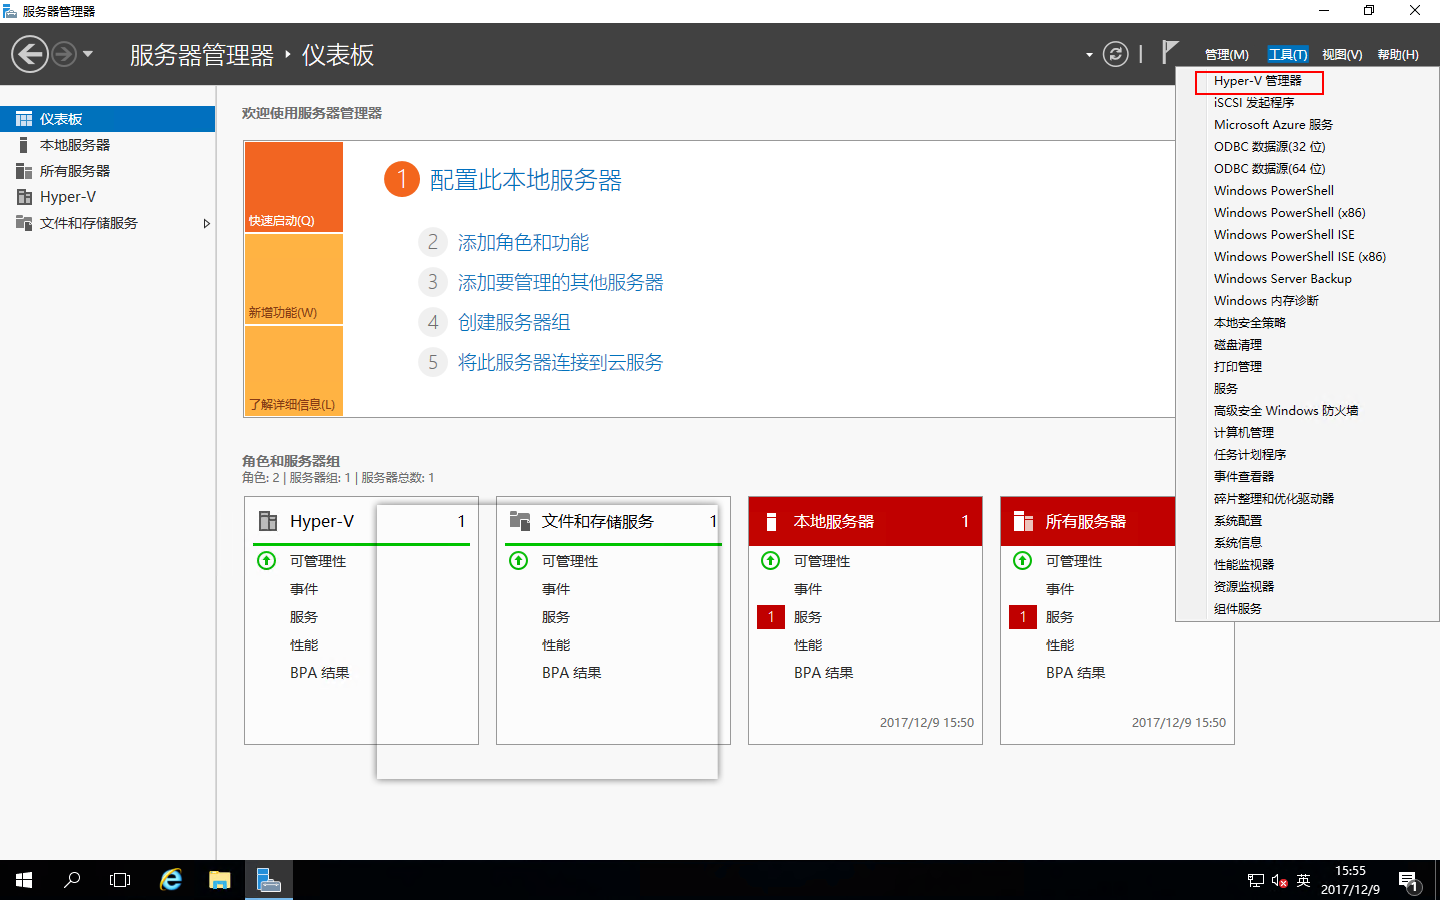 服务器管理器
服务器管理器 · 仪表板
管理(M) 工具(T) 视图(V) 帮助(H)
仪表板
本地服务器
所有服务器
Hyper-V
文件和存储服务
欢迎使用服务器管理器
快速启动(Q)
新增功能(W)
了解详细信息(L)
1 配置此本地服务器
2 添加角色和功能
3 添加要管理的其他服务器
4 创建服务器组
5 将此服务器连接到云服务
角色和服务器组
角色: 2 | 服务器组: 1 | 服务器总数: 1
Hyper-V 1
可管理性
事件
服务
性能
BPA 结果
文件和存储服务 1
可管理性
事件
服务
性能
BPA 结果
本地服务器 1
可管理性
事件
1 服务
性能
BPA 结果
2017/12/9 15:50
所有服务器
可管理性
事件
1 服务
性能
BPA 结果
2017/12/9 15:50
Hyper-V 管理器
iSCSI 发起程序
Microsoft Azure 服务
ODBC 数据源(32 位)
ODBC 数据源(64 位)
Windows PowerShell
Windows PowerShell (x86)
Windows PowerShell ISE
Windows PowerShell ISE (x86)
Windows Server Backup
Windows 内存诊断
本地安全策略
磁盘清理
打印管理
服务
高级安全 Windows 防火墙
计算机管理
任务计划程序
事件查看器
碎片整理和优化驱动器
系统配置
系统信息
性能监视器
资源监视器
组件服务
英
15:55
2017/12/9
1